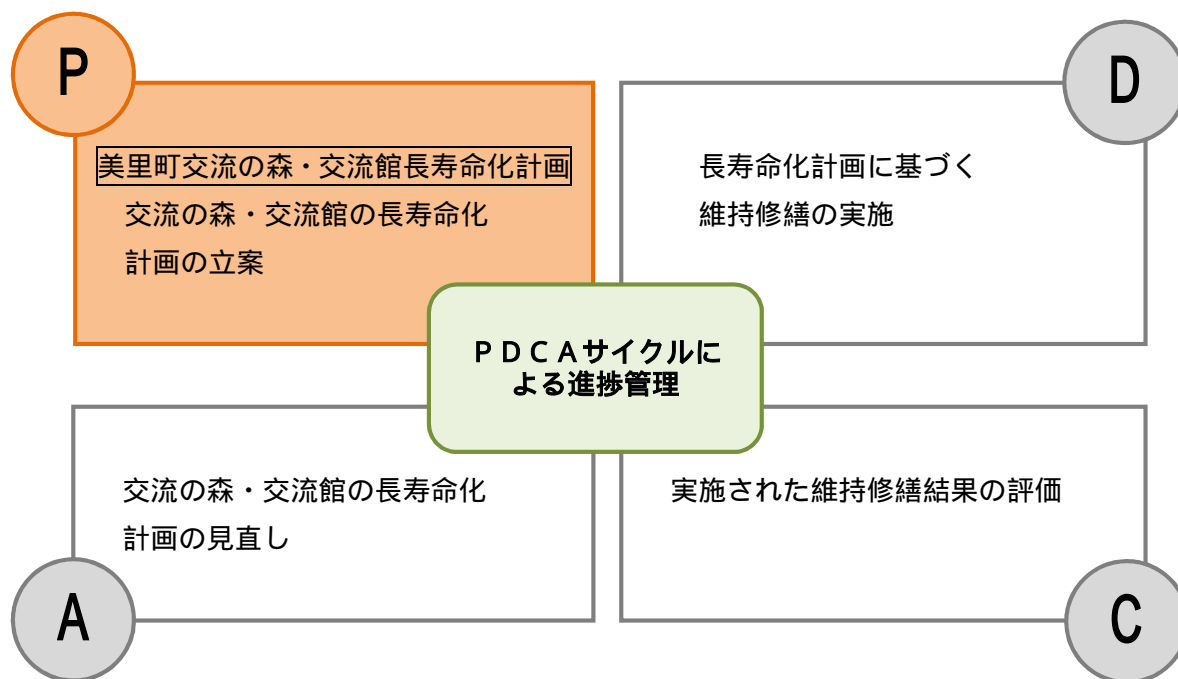 P
美里町交流の森・交流館長寿命化計画
交流の森・交流館の長寿命化
計画の立案
D
長寿命化計画に基づく
維持修繕の実施
ＰＤＣＡサイクルに
よる進捗管理
A
交流の森・交流館の長寿命化
計画の見直し
実施された維持修繕結果の評価
C